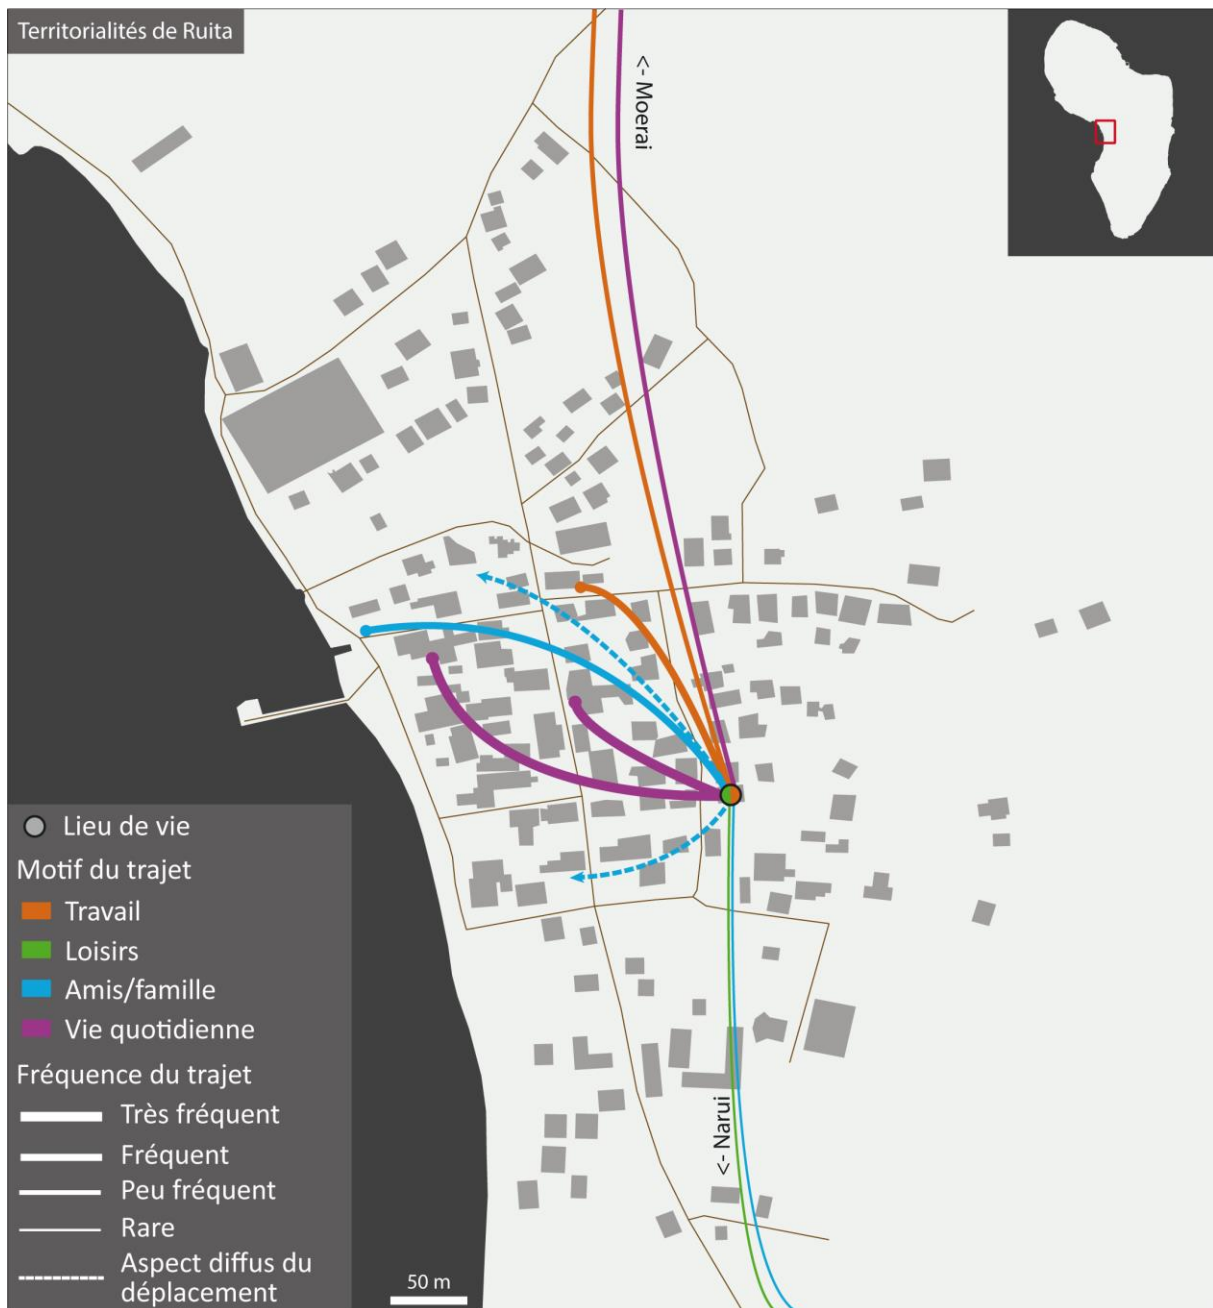 Territorialités de Ruita
<- Moerai
Lieu de vie
Motif du trajet
Travail
Loisirs
Amis/famille
Vie quotidienne
Fréquence du trajet
Très fréquent
Fréquent
Peu fréquent
Rare
Aspect diffus du
déplacement
50 m
<- Narui